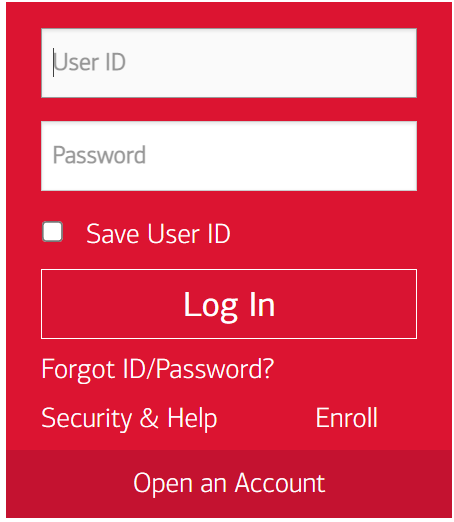 User ID
Password
Save User ID
Log In
Forgot ID/Password?
Security & Help Enroll
Open an Account